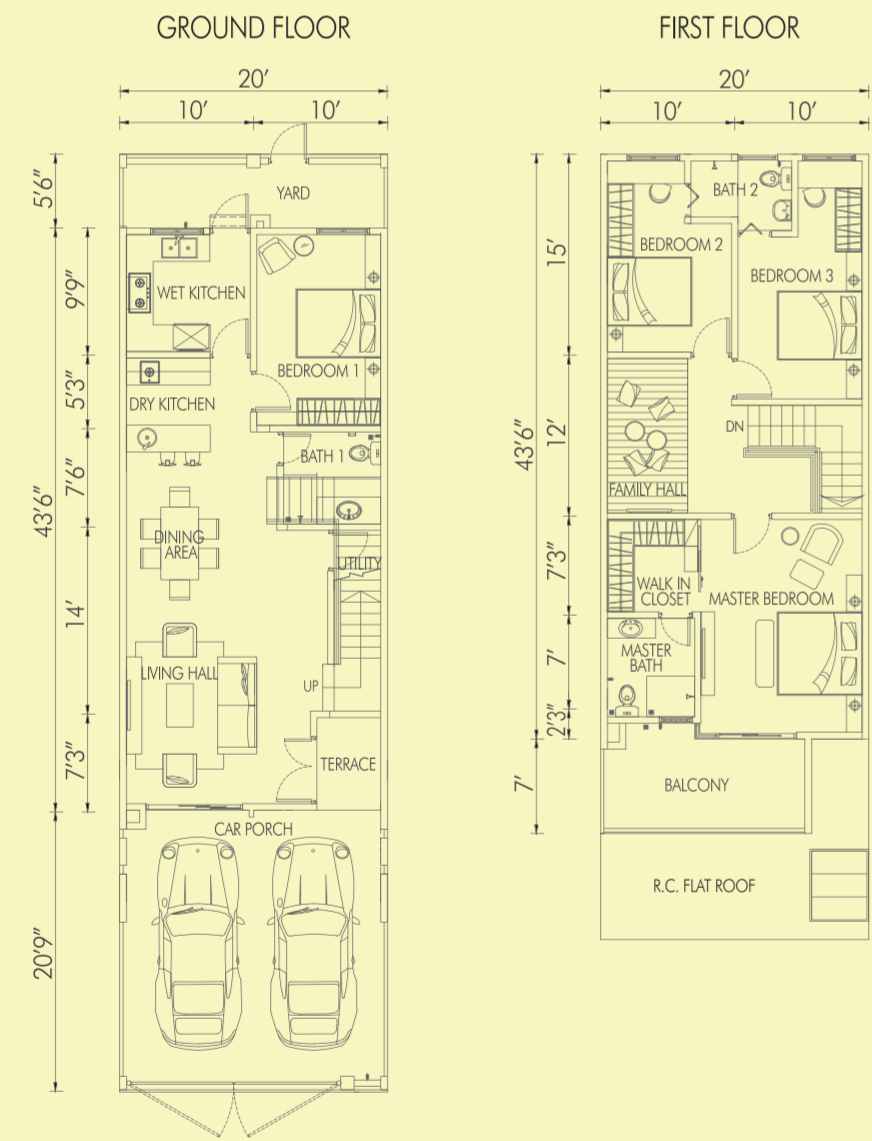 GROUND FLOOR
20'
10'
10'
5'6"
43'6"
20'9"
9'9"
5'3"
7'6"
14'
7'3"
YARD
WET KITCHEN
BEDROOM 1
DRY KITCHEN
BATH 1
DINING
AREA
UTILITY
LIVING HALL
UP
TERRACE
CAR PORCH
FIRST FLOOR
20'
10'
10'
43'6"
7'
15'
12'
7'3"
7'
2'3"
BATH 2
BEDROOM 2
BEDROOM 3
DN
FAMILY HALL
WALK IN
CLOSET
MASTER BEDROOM
MASTER
BATH
BALCONY
R.C. FLAT ROOF